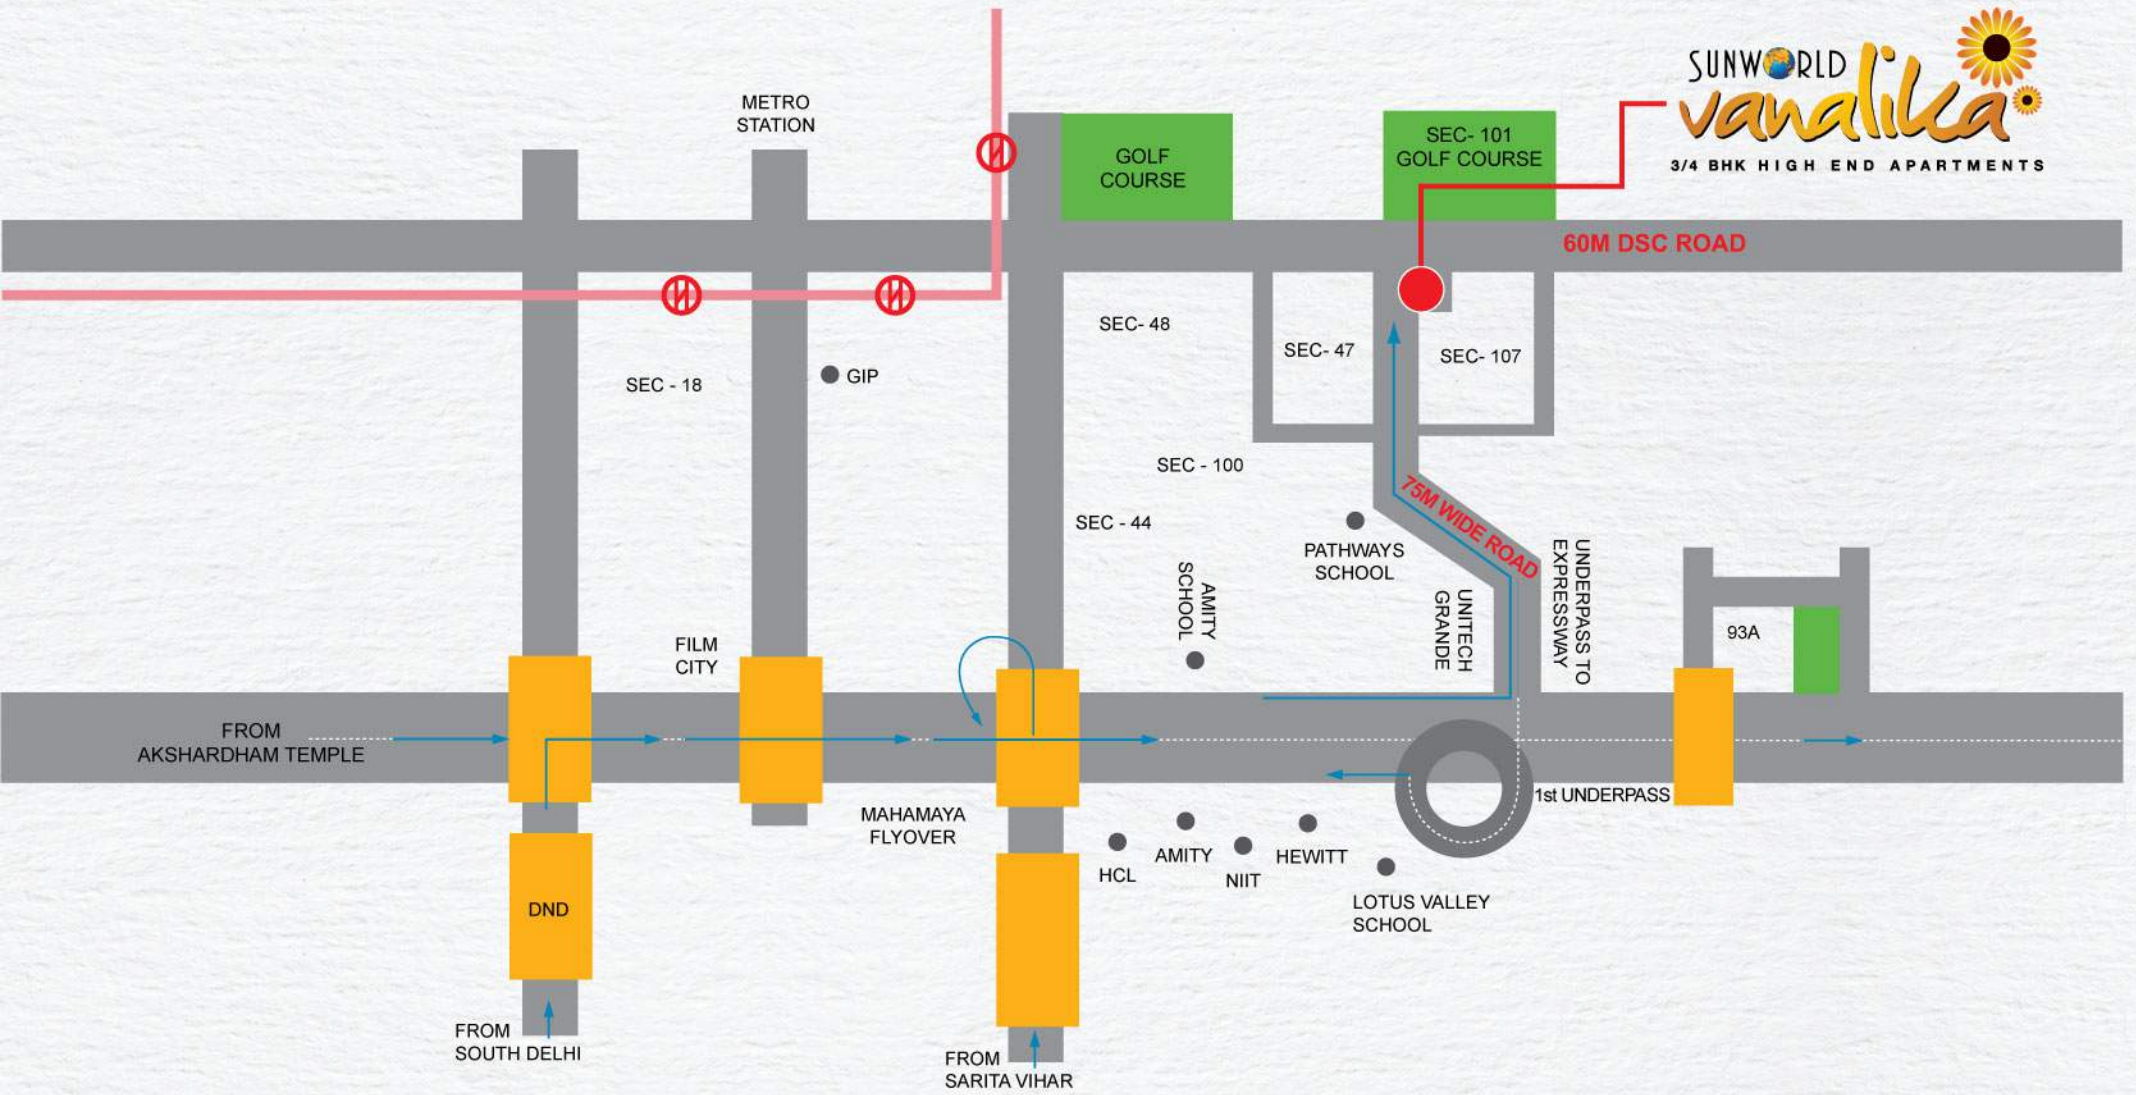 SUNWORLD
vanalika
3/4 BHK HIGH END APARTMENTS
METRO
STATION
GOLF
COURSE
SEC- 101
GOLF COURSE
60M DSC ROAD
SEC- 48
SEC- 47
SEC- 107
SEC - 18
GIP
SEC - 100
SEC - 44
75M WIDE ROAD
PATHWAYS
SCHOOL
AMITY
SCHOOL
UNITECH
GRANDE
UNDERPASS TO
EXPRESSWAY
93A
FILM
CITY
FROM
AKSHARDHAM TEMPLE
MAHAMAYA
FLYOVER
1st UNDERPASS
HCL
AMITY
NIIT
HEWITT
LOTUS VALLEY
SCHOOL
DND
FROM
SOUTH DELHI
FROM
SARITA VIHAR